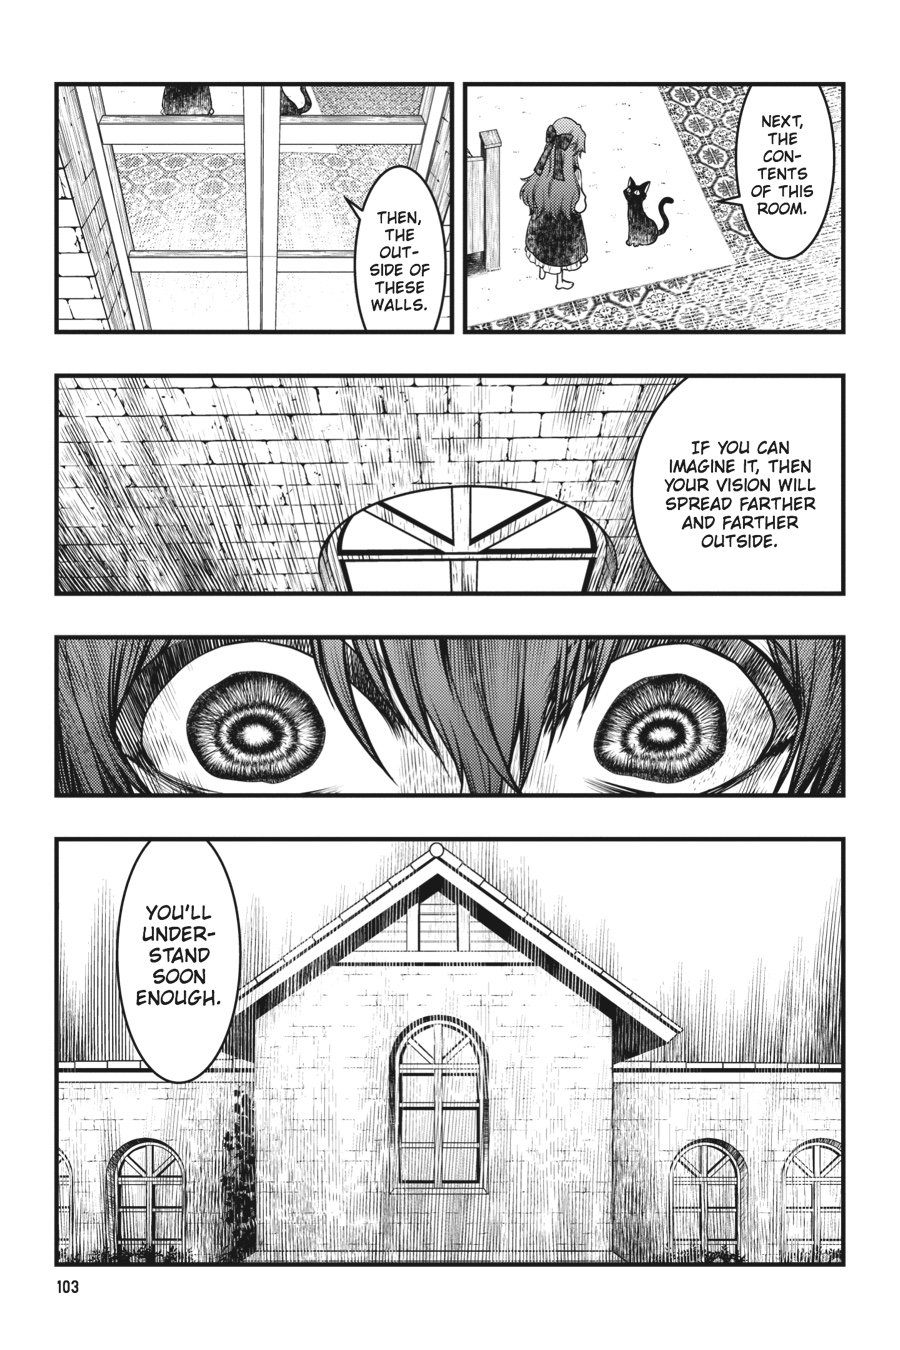 NEXT,
THE
CON-
TENTS
OF THIS
ROOM.
THEN,
THE
OUT-
SIDE OF
THESE
WALLS.
IF YOU CAN
IMAGINE IT, THEN
YOUR VISION WILL
SPREAD FARTHER
AND FARTHER
OUTSIDE.
YOU'LL
UNDER-
STAND
SOON
ENOUGH.
103